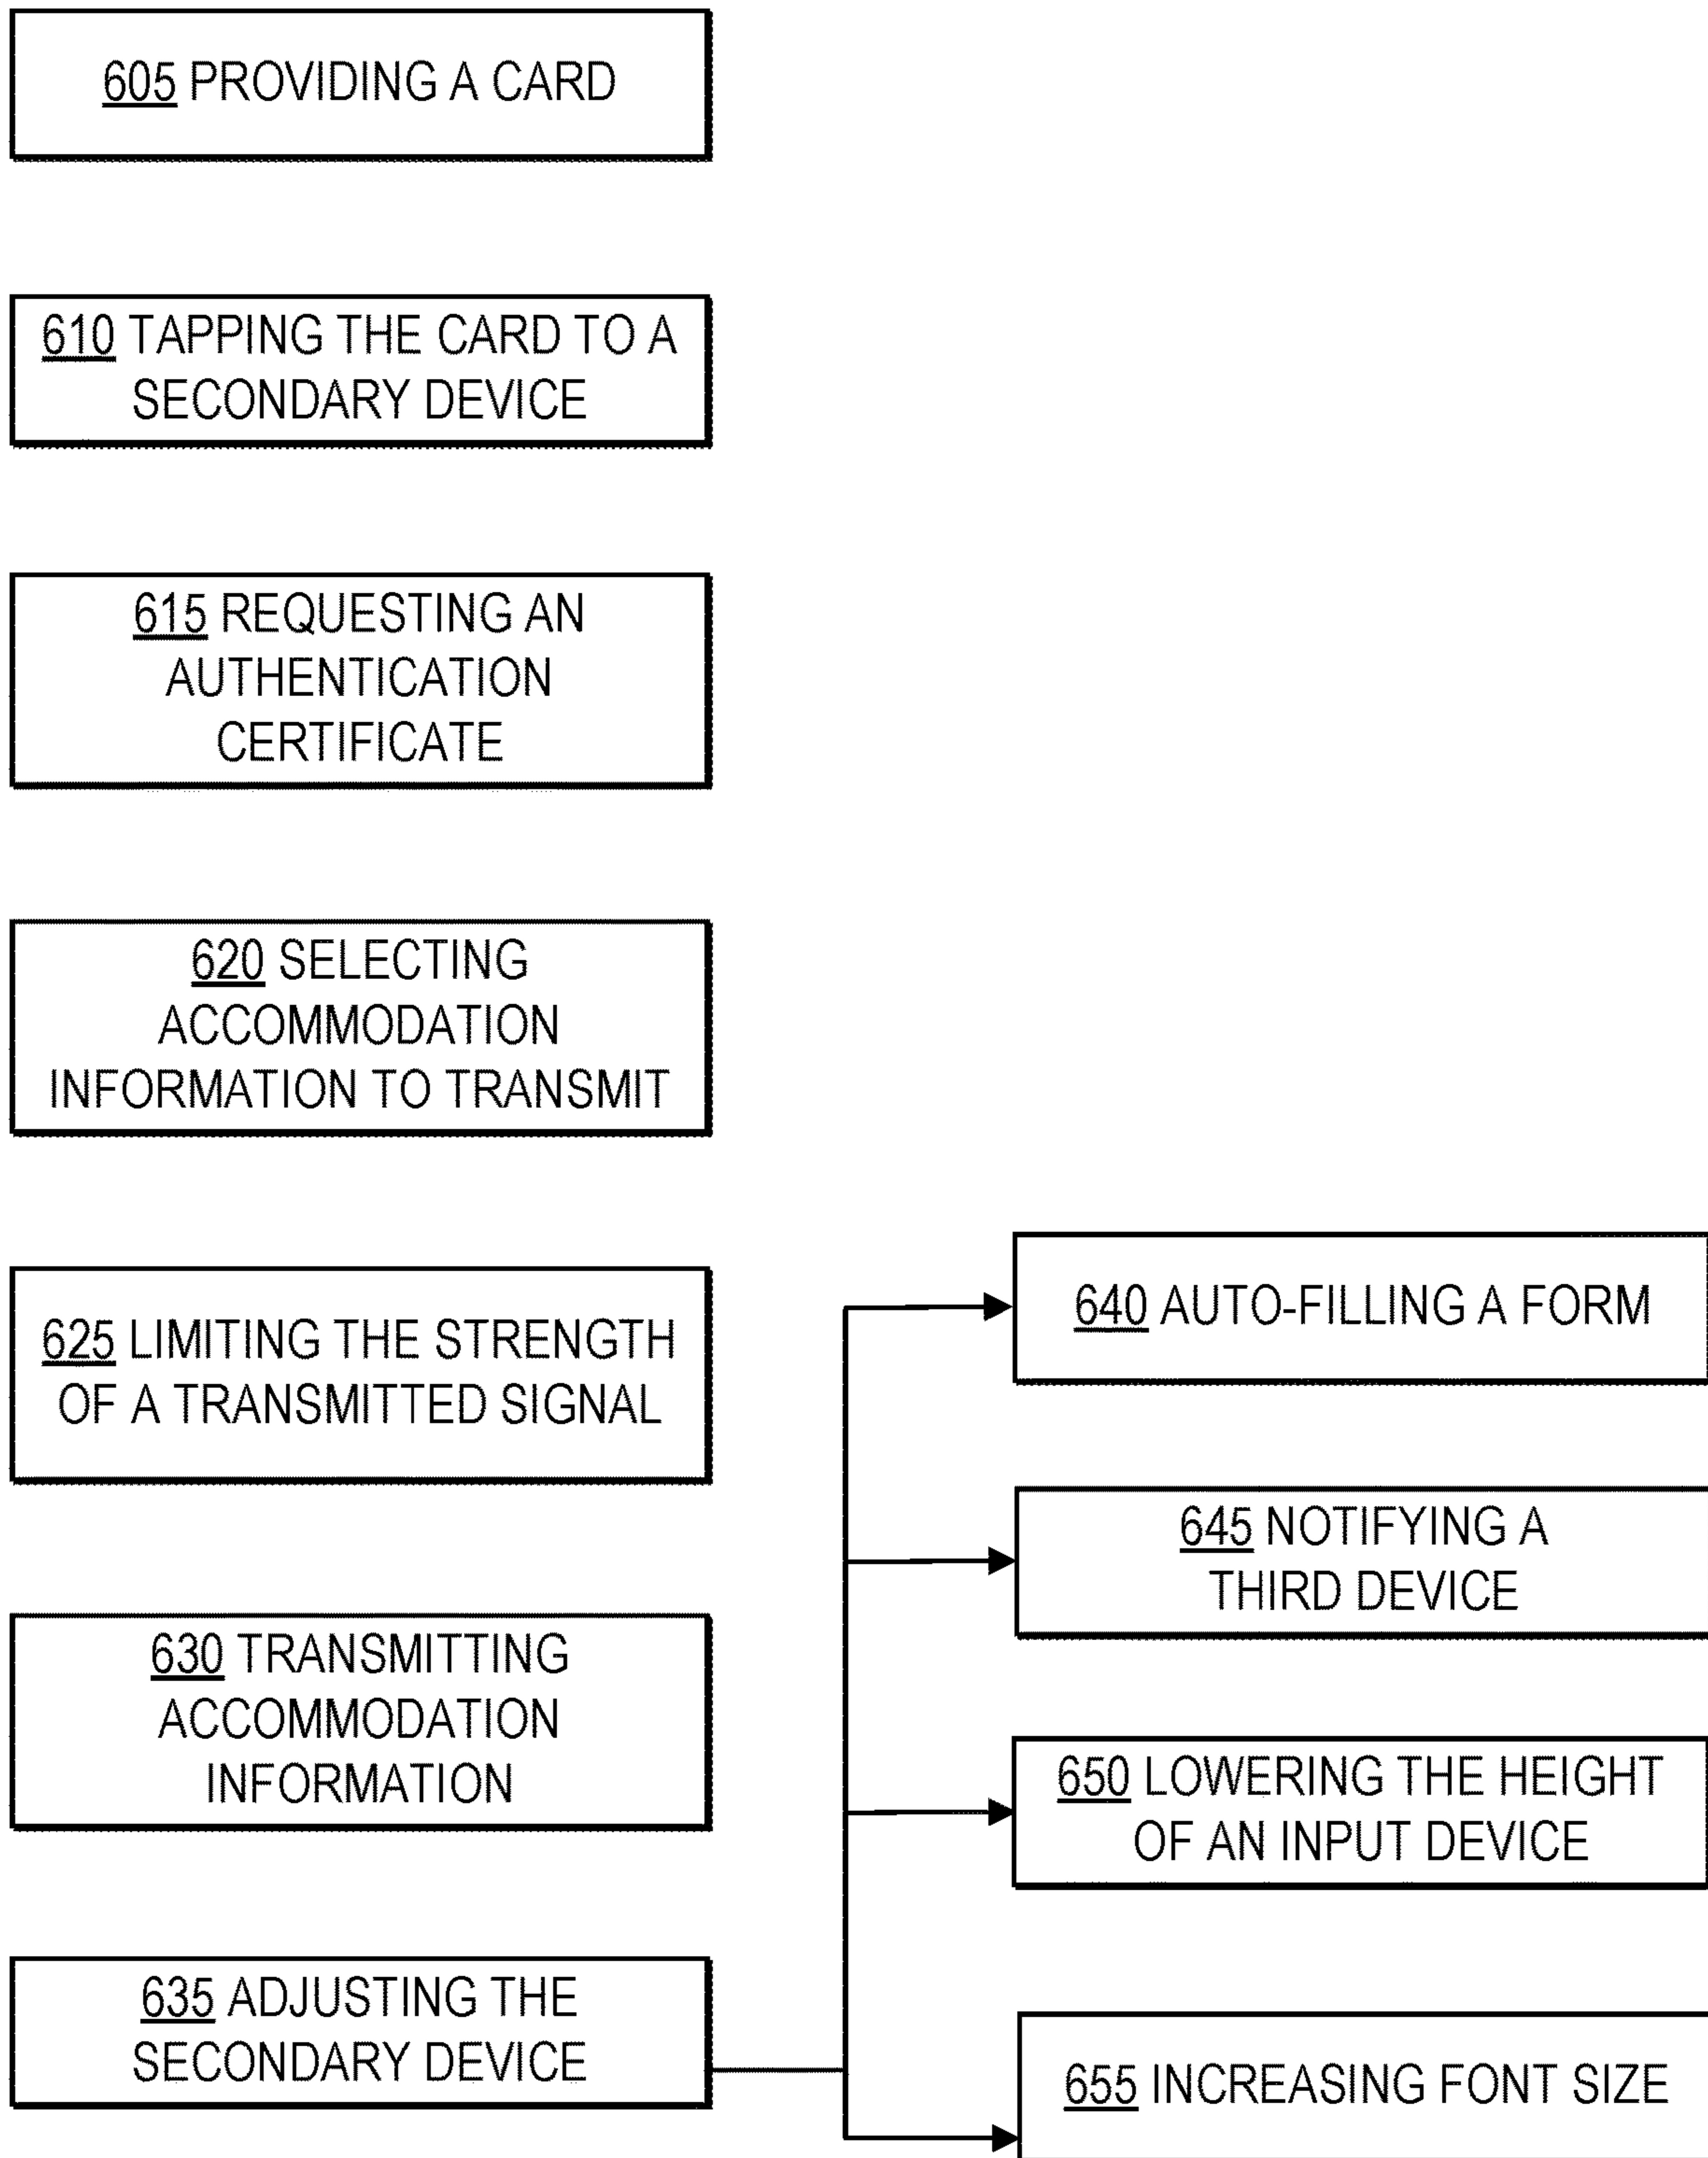 605 PROVIDING A CARD
610 TAPPING THE CARD TO A
SECONDARY DEVICE
615 REQUESTING AN
AUTHENTICATION
CERTIFICATE
620 SELECTING
ACCOMMODATION
INFORMATION TO TRANSMIT
625 LIMITING THE STRENGTH
OF A TRANSMITTED SIGNAL
630 TRANSMITTING
ACCOMMODATION
INFORMATION
635 ADJUSTING THE
SECONDARY DEVICE
640 AUTO-FILLING A FORM
645 NOTIFYING A
THIRD DEVICE
650 LOWERING THE HEIGHT
OF AN INPUT DEVICE
655 INCREASING FONT SIZE